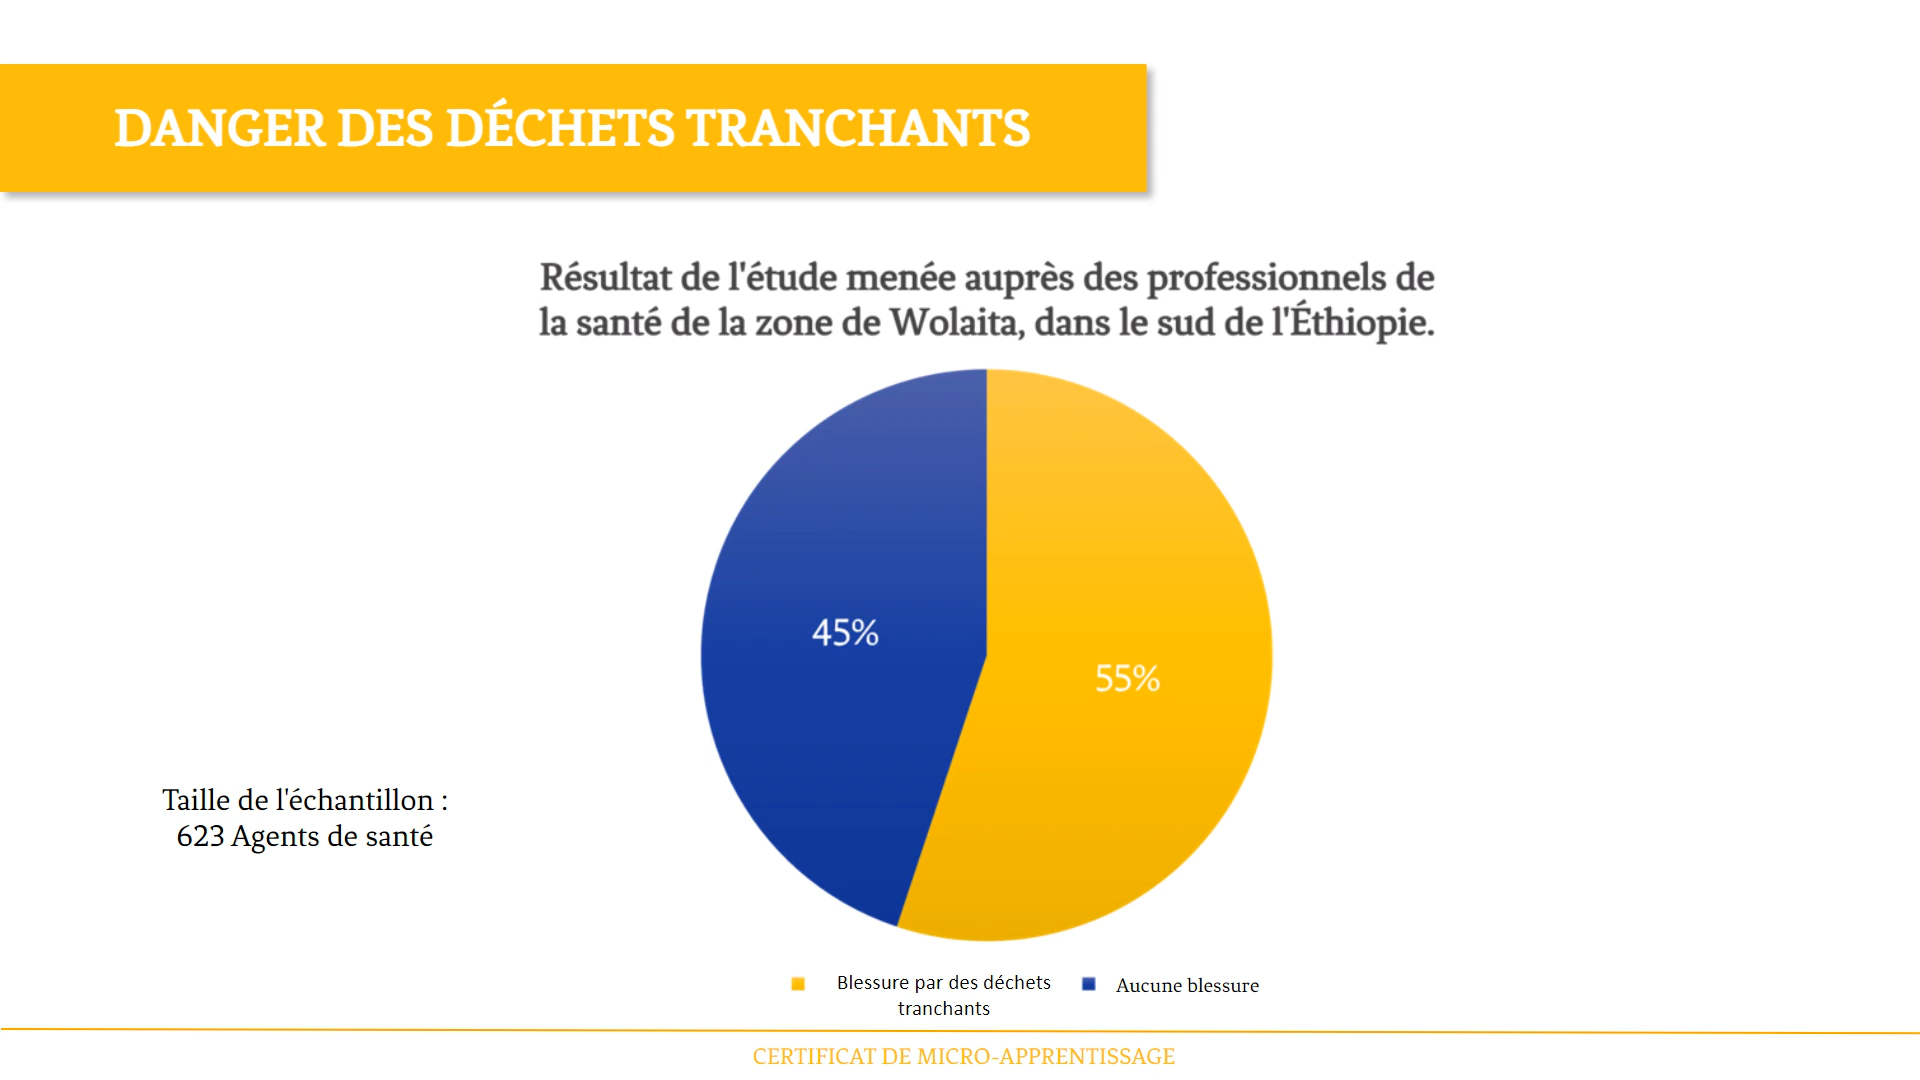 DANGER DES DÉCHETS TRANCHANTS
Résultat de l'étude menée auprès des professionnels de
la santé de la zone de Wolaita, dans le sud de l'Éthiopie.
45%
55%
Taille de l'échantillon :
623 Agents de santé
Blessure par des déchets
tranchants
Aucune blessure
CERTIFICAT DE MICRO-APPRENTISSAGE